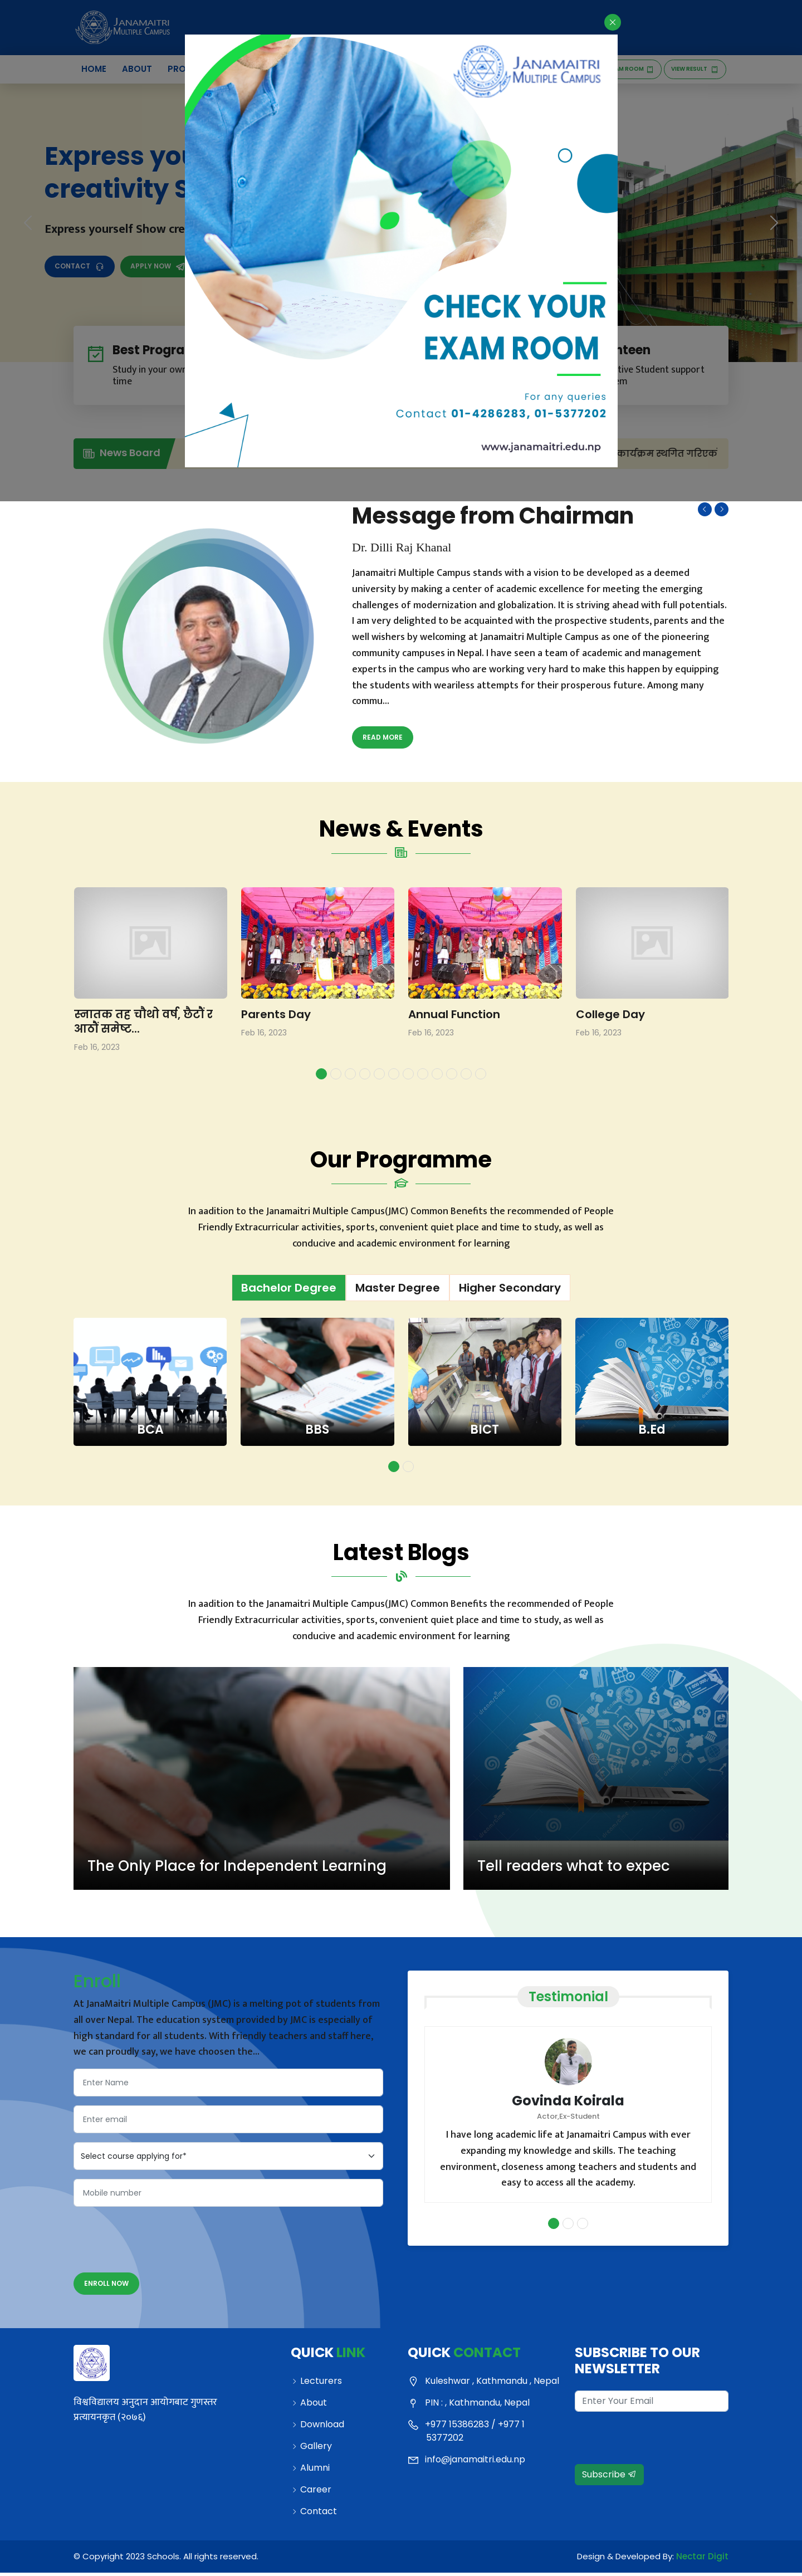 JANAMAITRI
MULTIPLE CAMPUS
HOME ABOUT
VIEW RESULT
Express
creativity
Express yourself Show
CONTACT
APPLY NOW
Best
Study in your own
time
Student support
News Board
कार्यक्रम स्थगित गरिएको
JANAMAITRI
MULTIPLE CAMPUS
CHECK YOUR
EXAM ROOM
For any queries
Contact 01-4286283, 01-5377202
www.janamaitri.edu.np
Message from Chairman
Dr. Dilli Raj Khanal
Janamaitri Multiple Campus stands with a vision to be developed as a deemed
university by making a center of academic excellence for meeting the emerging
challenges of modernization and globalization. It is striving ahead with full potentials.
I am very delighted to be acquainted with the prospective students, parents and the
well wishers by welcoming at Janamaitri Multiple Campus as one of the pioneering
community campuses in Nepal. I have seen a team of academic and management
experts in the campus who are working very hard to make this happen by equipping
the students with weariless attempts for their prosperous future. Among many
commu...
READ MORE
News & Events
स्नातक तह चौथो वर्ष, छैटौं र
आठौं समेष्ट...
Feb 16, 2023
Parents Day
Feb 16, 2023
Annual Function
Feb 16, 2023
College Day
Feb 16, 2023
Our Programme
In aadition to the Janamaitri Multiple Campus(JMC) Common Benefits the recommended of People
Friendly Extracurricular activities, sports, convenient quiet place and time to study, as well as
conducive and academic environment for learning
Bachelor Degree
Master Degree
Higher Secondary
BCA
BBS
BICT
B.Ed
Latest Blogs
In aadition to the Janamaitri Multiple Campus(JMC) Common Benefits the recommended of People
Friendly Extracurricular activities, sports, convenient quiet place and time to study, as well as
conducive and academic environment for learning
The Only Place for Independent Learning
Tell readers what to expec
Enroll
At JanaMaitri Multiple Campus (JMC) is a melting pot of students from
all over Nepal. The education system provided by JMC is especially of
high standard for all students. With friendly teachers and staff here,
we can proudly say, we have choosen the...
Enter Name
Enter email
Select course applying for*
Mobile number
ENROLL NOW
Testimonial
Govinda Koirala
Actor,Ex-Student
I have long academic life at Janamaitri Campus with ever
expanding my knowledge and skills. The teaching
environment, closeness among teachers and students and
easy to access all the academy.
विश्वविद्यालय अनुदान आयोगबाट गुणस्तर
प्रत्यायनकृत (२०७६)
QUICK LINK
Lecturers
About
Download
Gallery
Alumni
Career
Contact
QUICK CONTACT
Kuleshwar , Kathmandu , Nepal
PIN : , Kathmandu, Nepal
+977 15386283 / +977 1
5377202
info@janamaitri.edu.np
SUBSCRIBE TO OUR
NEWSLETTER
Enter Your Email
Subscribe
© Copyright 2023 Schools. All rights reserved.
Design & Developed By: Nectar Digit